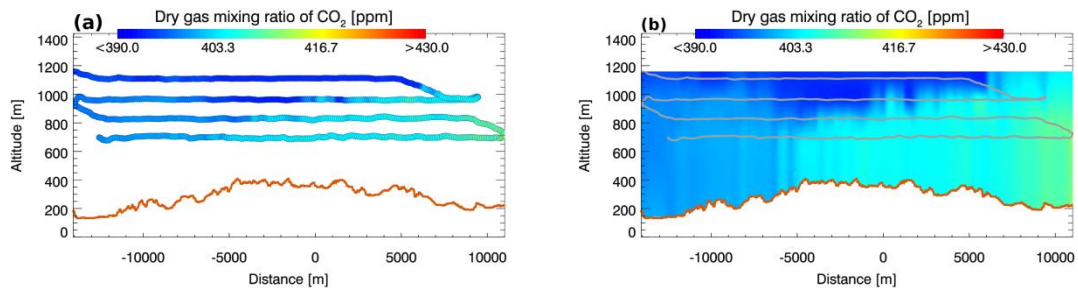 (a) Dry gas mixing ratio of CO₂ [ppm]
<390.0 403.3 416.7 >430.0
1400
1200
1000
800
600
400
200
0
Altitude [m]
-10000 -5000 0 5000 10000
Distance [m]
(b) Dry gas mixing ratio of CO₂ [ppm]
<390.0 403.3 416.7 >430.0
1400
1200
1000
800
600
400
200
0
Altitude [m]
-10000 -5000 0 5000 10000
Distance [m]